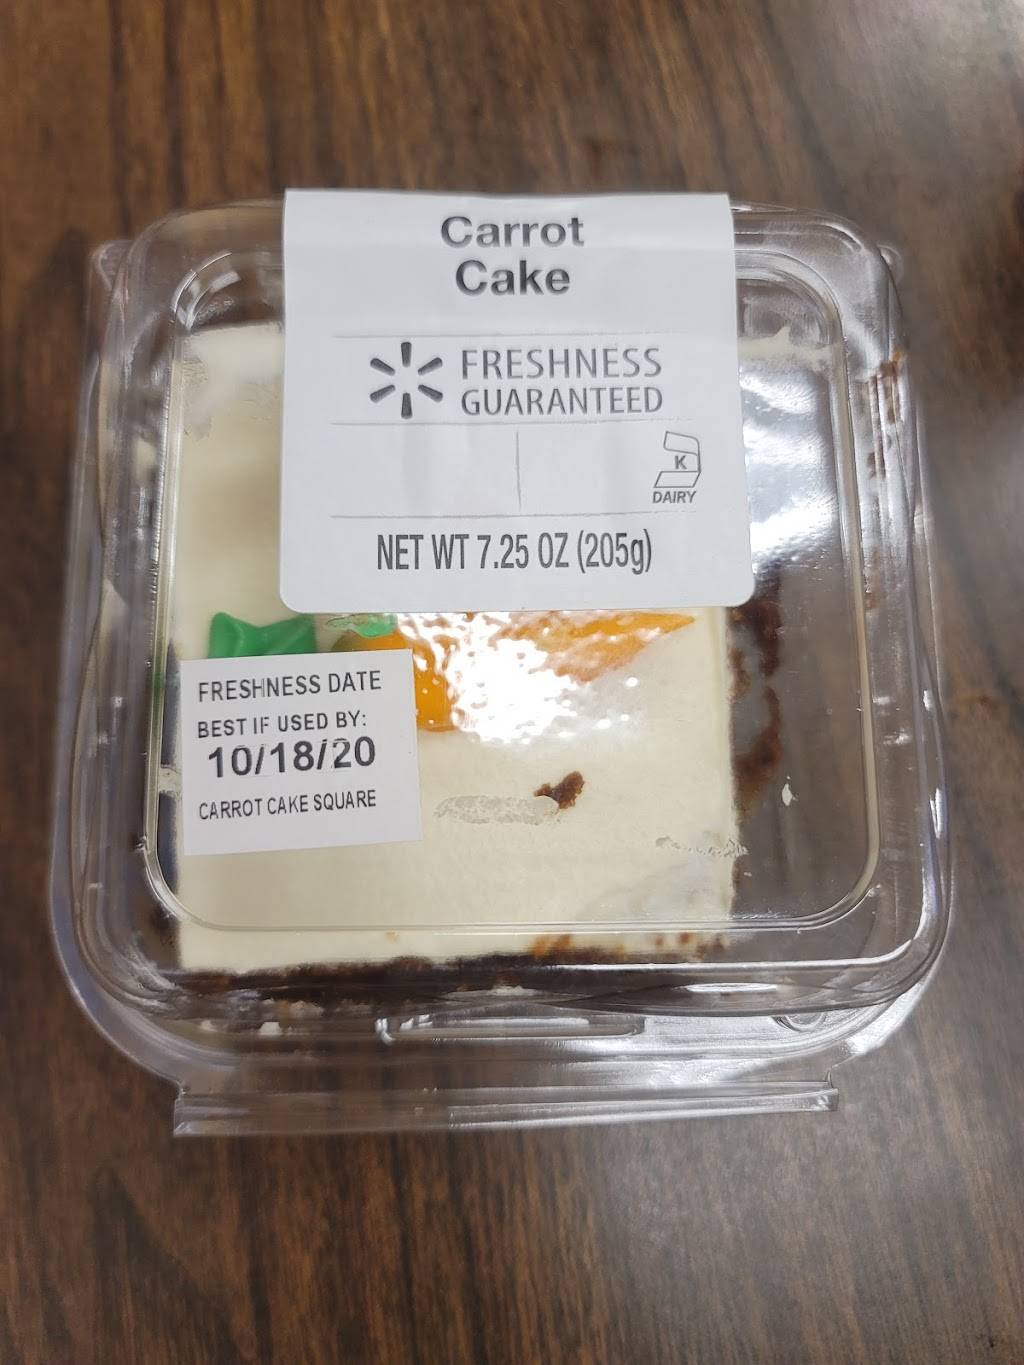 Carrot
Cake
FRESHNESS
GUARANTEED
K
DAIRY
NET WT 7.25 OZ (205g)
FRESHNESS DATE
BEST IF USED BY:
10/18/20
CARROT CAKE SQUARE